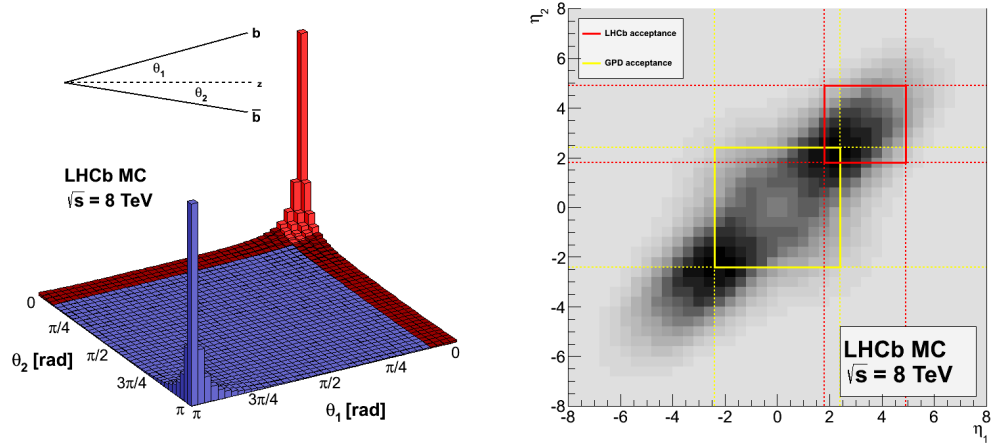 b
θ1
z
θ2
b̅
LHCb MC
√s = 8 TeV
0
π/4
π/2
3π/4
π
θ2 [rad]
π
3π/4
π/2
π/4
0
θ1 [rad]
η2
8
6
4
2
0
-2
-4
-6
-8
LHCb acceptance
GPD acceptance
LHCb MC
√s = 8 TeV
-8 -6 -4 -2 0 2 4 6 8
η1